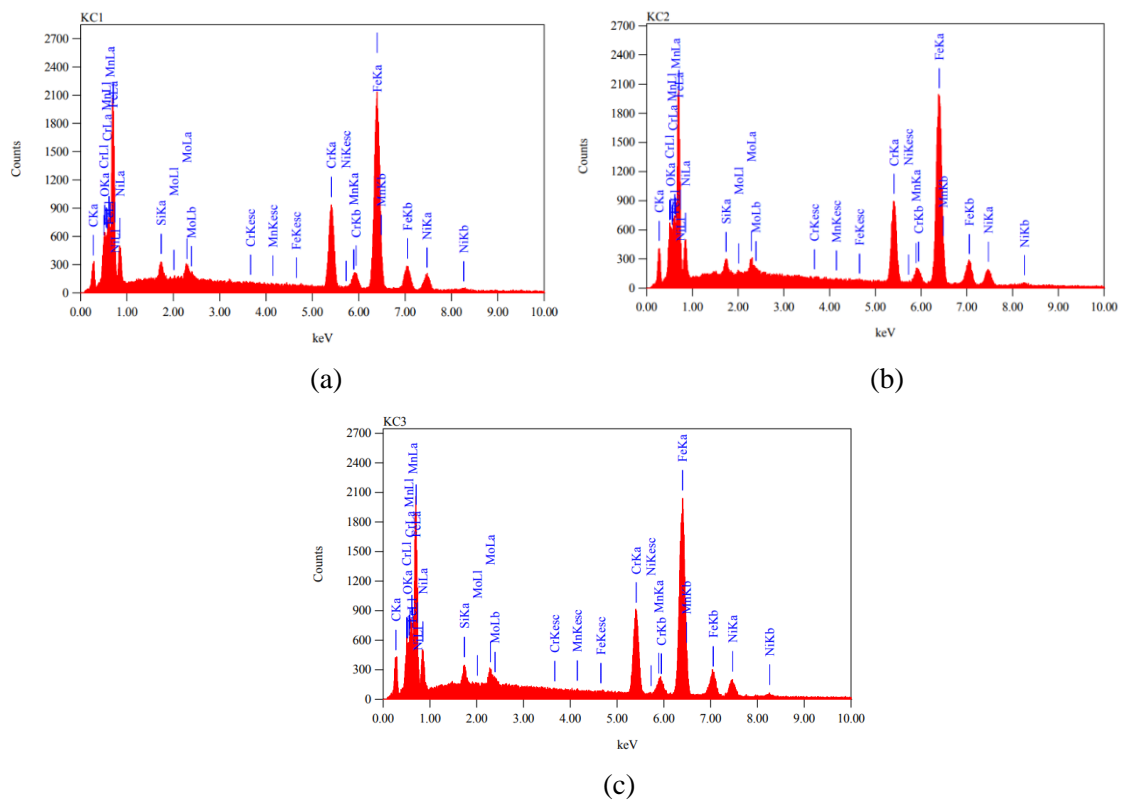 KC1
2700
2400
2100
1800
1500
1200
900
600
300
0
Counts
CKa
OKa
CrLl
CrLa
MnLl
MnLa
FeLa
NiLl
NiLa
SiKa
MoLl
MoLa
MoLb
CrKesc
MnKesc
FeKesc
CrKa
NiKesc
MnKa
CrKb
FeKa
MnKb
FeKb
NiKa
NiKb
0.00 1.00 2.00 3.00 4.00 5.00 6.00 7.00 8.00 9.00 10.00
keV
(a)
KC2
2700
2400
2100
1800
1500
1200
900
600
300
0
Counts
CKa
OKa
CrLl
CrLa
MnLl
MnLa
FeLa
NiLa
SiKa
MoLl
MoLa
MoLb
CrKesc
MnKesc
FeKesc
CrKa
NiKesc
MnKa
CrKb
FeKa
MnKb
FeKb
NiKa
NiKb
0.00 1.00 2.00 3.00 4.00 5.00 6.00 7.00 8.00 9.00 10.00
keV
(b)
KC3
2700
2400
2100
1800
1500
1200
900
600
300
0
Counts
CKa
OKa
CrLl
CrLa
MnLl
MnLa
FeLa
NiLl
NiLa
SiKa
MoLl
MoLa
MoLb
CrKesc
MnKesc
FeKesc
CrKa
NiKesc
MnKa
CrKb
FeKa
MnKb
FeKb
NiKa
NiKb
0.00 1.00 2.00 3.00 4.00 5.00 6.00 7.00 8.00 9.00 10.00
keV
(c)